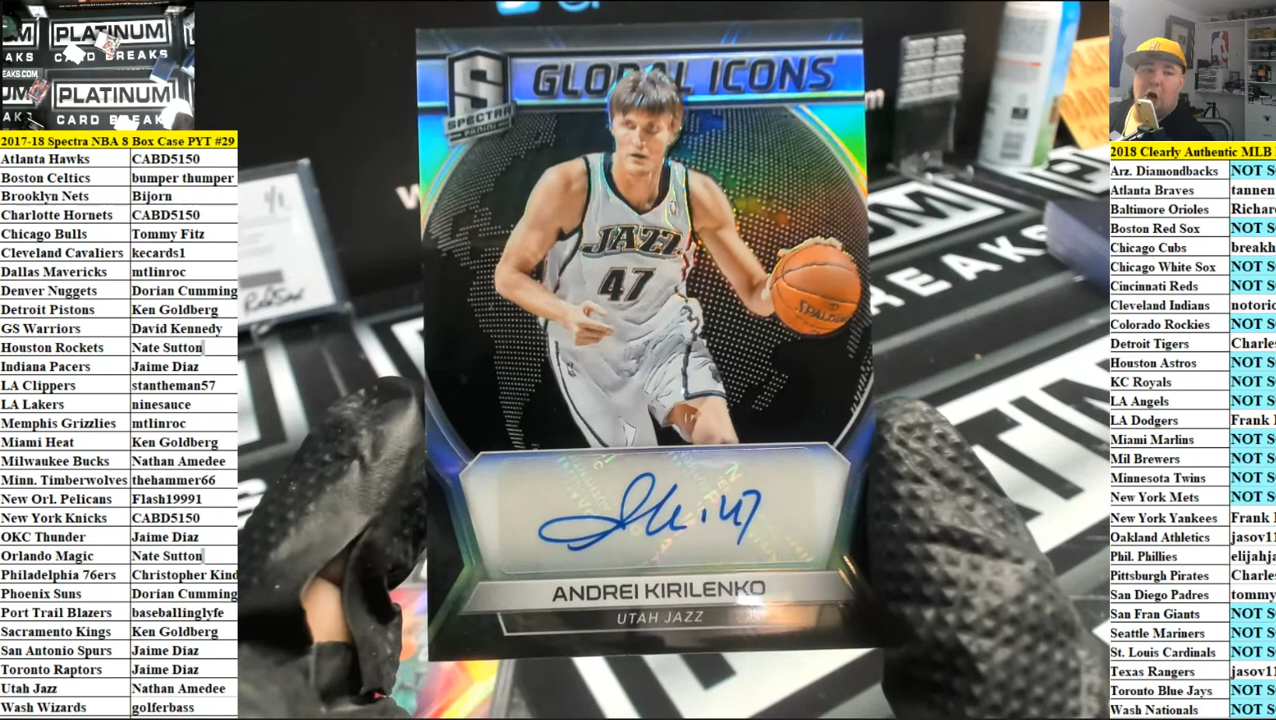 PLATINUM
CARD BREAKS
PLATINUM
CARD BREAKS
2017-18 Spectra NBA 8 Box Case PYT #29
Atlanta Hawks CABD5150
Boston Celtics bumper thumper
Brooklyn Nets Bijorn
Charlotte Hornets CABD5150
Chicago Bulls Tommy Fitz
Cleveland Cavaliers kecards1
Dallas Mavericks mtlinroc
Denver Nuggets Dorian Cumming
Detroit Pistons Ken Goldberg
GS Warriors David Kennedy
Houston Rockets Nate Sutton
Indiana Pacers Jaime Diaz
LA Clippers stantheman57
LA Lakers ninesauce
Memphis Grizzlies mtlinroc
Miami Heat Ken Goldberg
Milwaukee Bucks Nathan Amedee
Minn. Timberwolves thehammer66
New Orl. Pelicans Flash19991
New York Knicks CABD5150
OKC Thunder Jaime Diaz
Orlando Magic Nate Sutton
Philadelphia 76ers Christopher Kind
Phoenix Suns Dorian Cumming
Port Trail Blazers baseballinglyfe
Sacramento Kings Ken Goldberg
San Antonio Spurs Jaime Diaz
Toronto Raptors Jaime Diaz
Utah Jazz Nathan Amedee
Wash Wizards golferbass
GLOBAL ICONS
S
SPECTRA
PANINI
JAZZ
47
SPALDING
47
ANDREI KIRILENKO
UTAH JAZZ
1/1
2018 Clearly Authentic MLB
Arz. Diamondbacks NOT S
Atlanta Braves tannen
Baltimore Orioles Richar
Boston Red Sox NOT S
Chicago Cubs breakh
Chicago White Sox NOT S
Cincinnati Reds NOT S
Cleveland Indians notori
Colorado Rockies NOT S
Detroit Tigers Charles
Houston Astros NOT S
KC Royals NOT S
LA Angels NOT S
LA Dodgers Frank
Miami Marlins NOT S
Mil Brewers NOT S
Minnesota Twins NOT S
New York Mets NOT S
New York Yankees Frank
Oakland Athletics jasov11
Phil. Phillies elijahja
Pittsburgh Pirates Charles
San Diego Padres tommy
San Fran Giants NOT S
Seattle Mariners NOT S
St. Louis Cardinals NOT S
Texas Rangers jasov11
Toronto Blue Jays NOT S
Wash Nationals NOT S